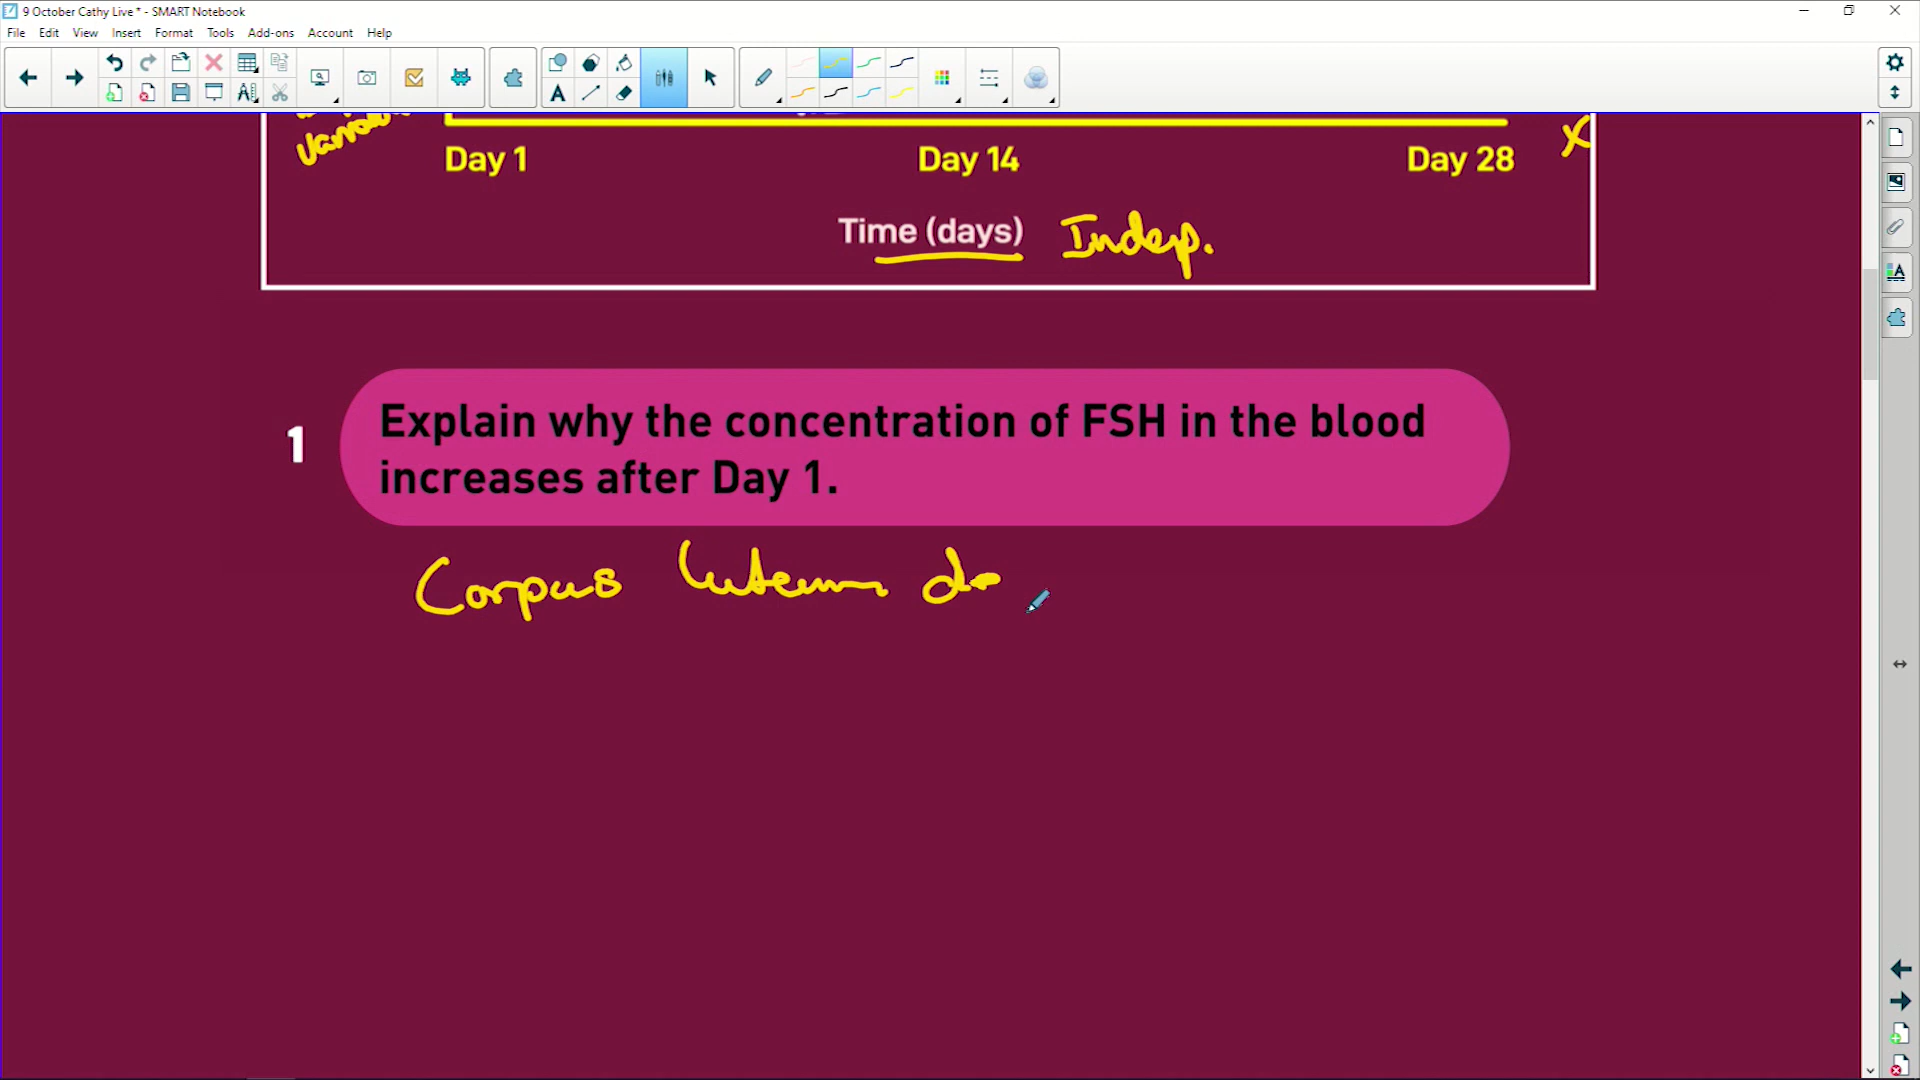 9 October Cathy Live * - SMART Notebook
File Edit View Insert Format Tools Add-ons Account Help
Day 1 Day 14 Day 28 X
Time (days) Indep.
1 Explain why the concentration of FSH in the blood
increases after Day 1.
Corpus luteum